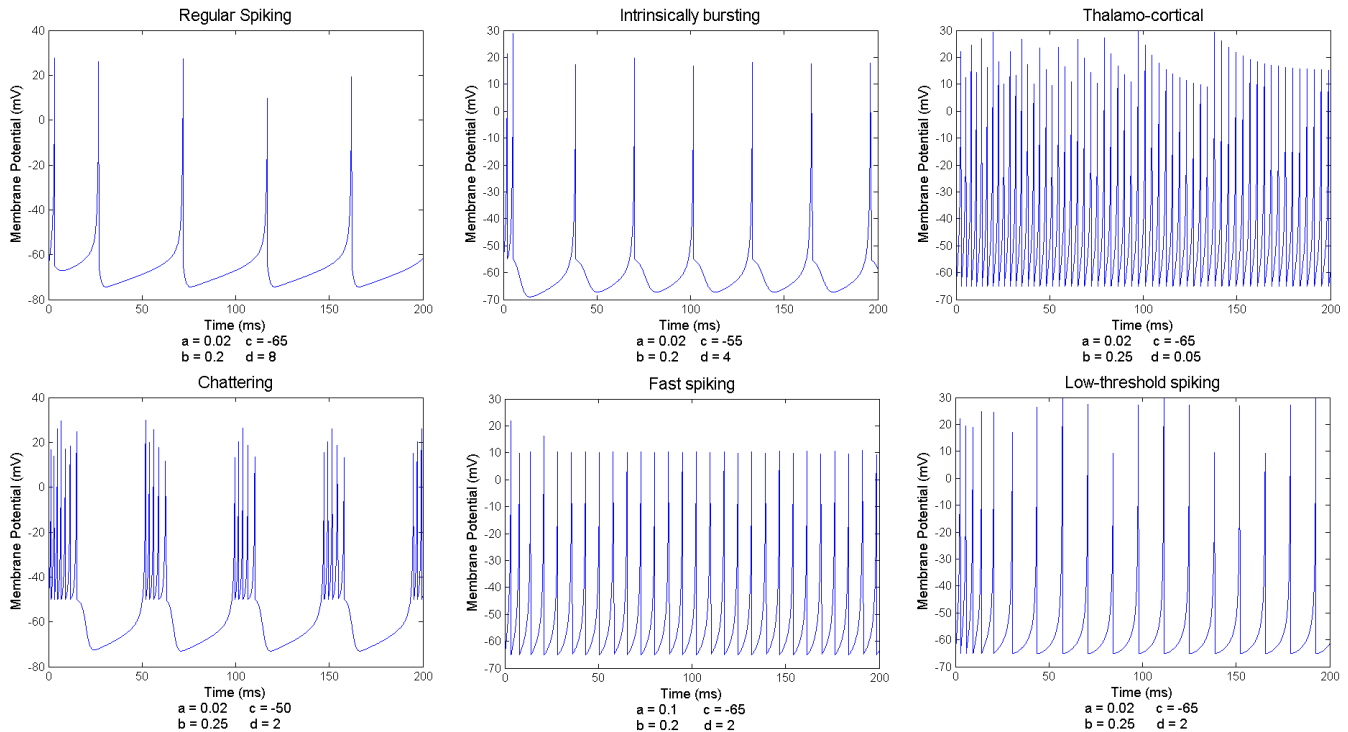 Regular Spiking
Membrane Potential (mV)
40
20
0
-20
-40
-60
-80
0 50 100 150 200
Time (ms)
a = 0.02 c = -65
b = 0.2 d = 8
Intrinsically bursting
Membrane Potential (mV)
30
20
10
0
-10
-20
-30
-40
-50
-60
-70
0 50 100 150 200
Time (ms)
a = 0.02 c = -55
b = 0.2 d = 4
Thalamo-cortical
Membrane Potential (mV)
30
20
10
0
-10
-20
-30
-40
-50
-60
-70
0 50 100 150 200
Time (ms)
a = 0.02 c = -65
b = 0.25 d = 0.05
Chattering
Membrane Potential (mV)
40
20
0
-20
-40
-60
-80
0 50 100 150 200
Time (ms)
a = 0.02 c = -50
b = 0.25 d = 2
Fast spiking
Membrane Potential (mV)
30
20
10
0
-10
-20
-30
-40
-50
-60
-70
0 50 100 150 200
Time (ms)
a = 0.1 c = -65
b = 0.2 d = 2
Low-threshold spiking
Membrane Potential (mV)
30
20
10
0
-10
-20
-30
-40
-50
-60
-70
0 50 100 150 200
Time (ms)
a = 0.02 c = -65
b = 0.25 d = 2